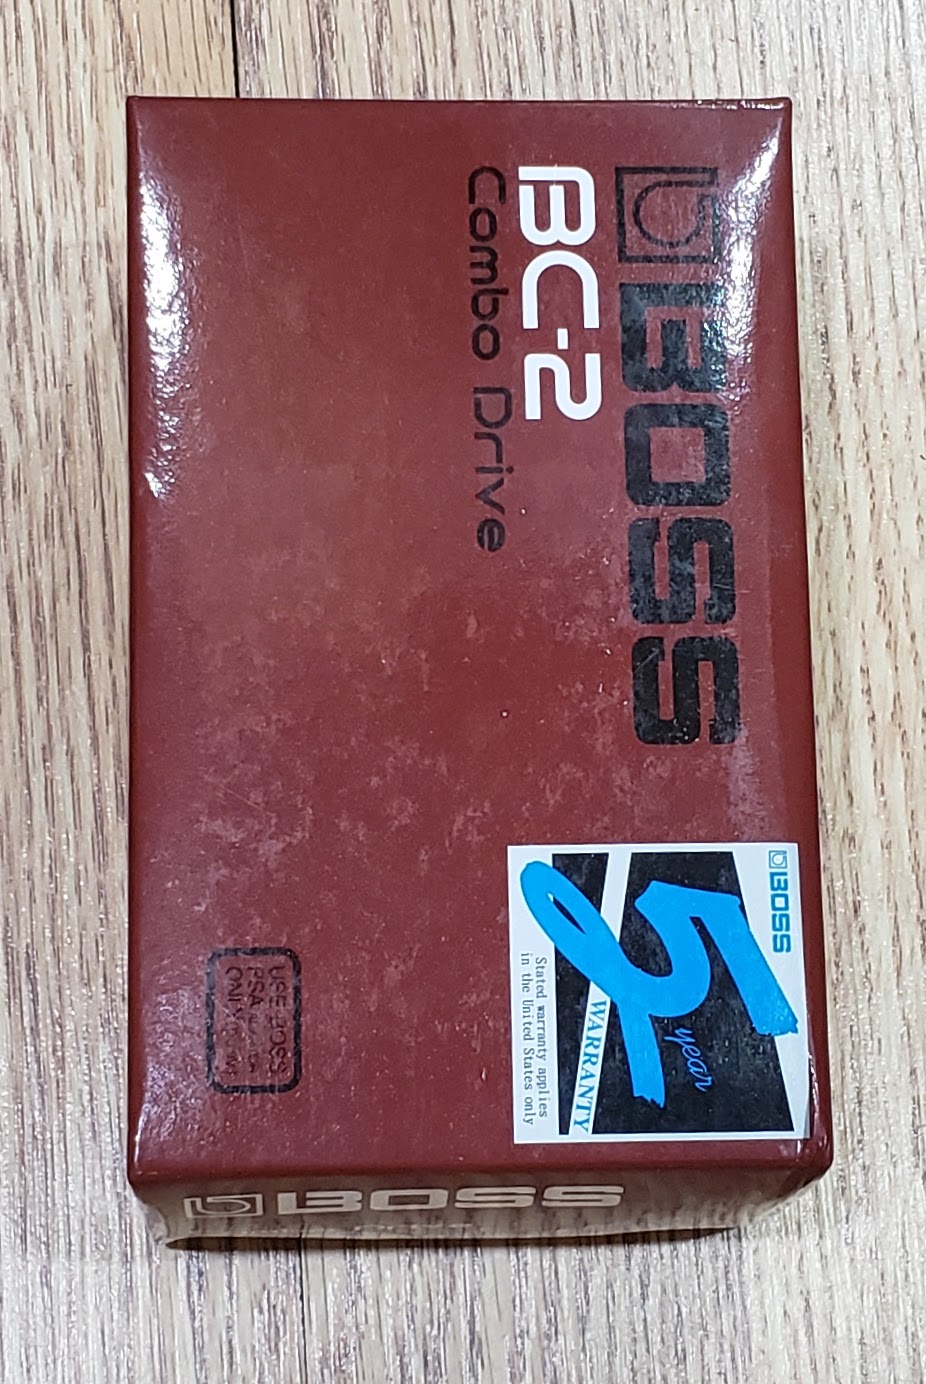 BOSS
BC-2
Combo Drive
BOSS
5 year
WARRANTY
Stated warranty applies
in the United States only
USE BOSS
PSA
ONLY
BOSS